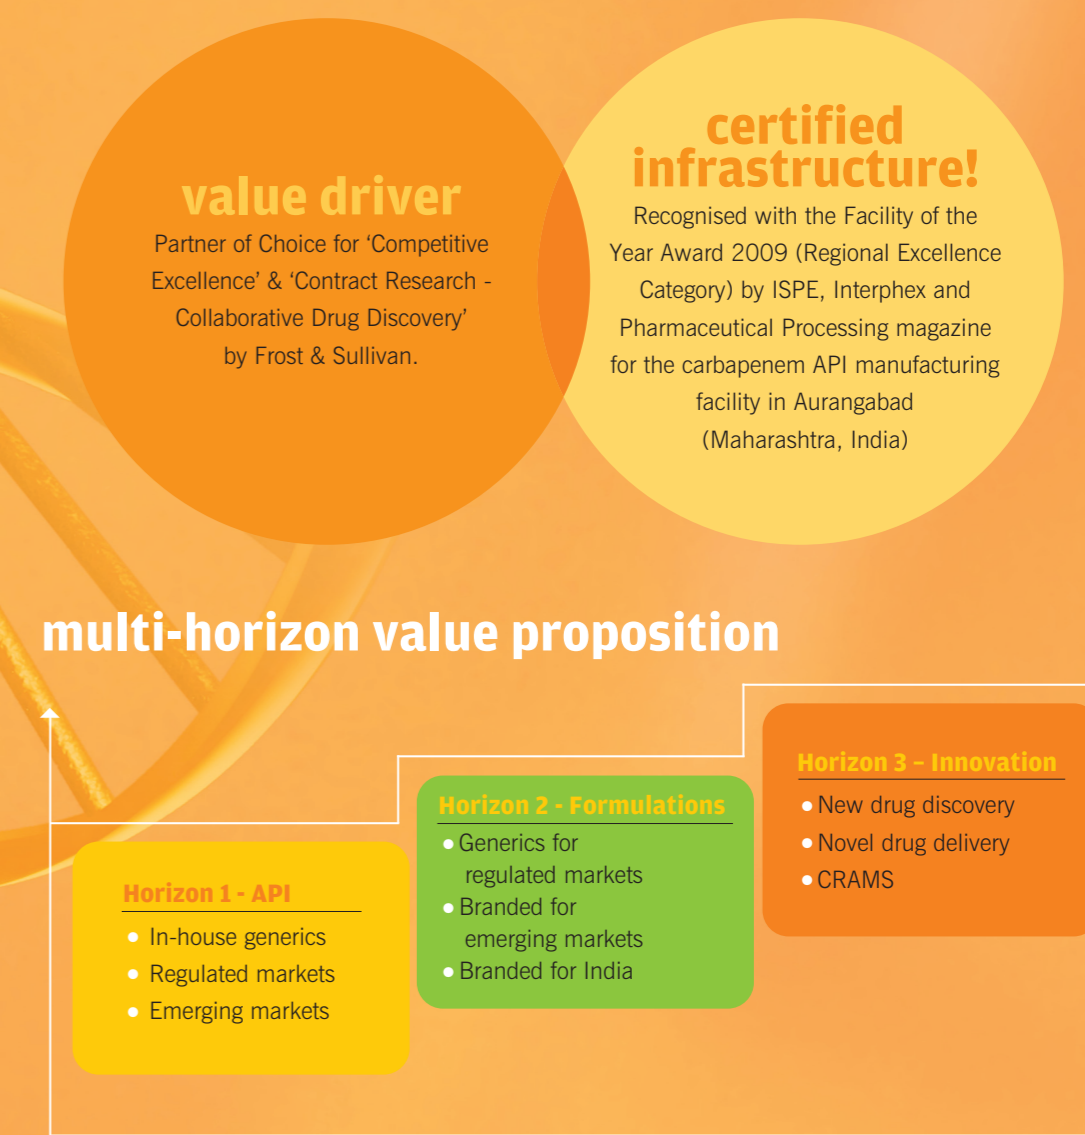 value driver
Partner of Choice for ‘Competitive
Excellence’ & ‘Contract Research -
Collaborative Drug Discovery’
by Frost & Sullivan.
certified
infrastructure!
Recognised with the Facility of the
Year Award 2009 (Regional Excellence
Category) by ISPE, Interphex and
Pharmaceutical Processing magazine
for the carbapenem API manufacturing
facility in Aurangabad
(Maharashtra, India)
multi-horizon value proposition
Horizon 1 - API
• In-house generics
• Regulated markets
• Emerging markets
Horizon 2 - Formulations
• Generics for
regulated markets
• Branded for
emerging markets
• Branded for India
Horizon 3 – Innovation
• New drug discovery
• Novel drug delivery
• CRAMS